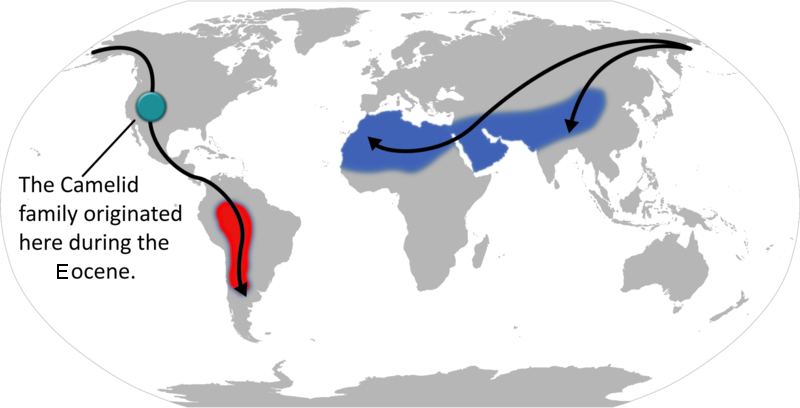 The Camelid
family originated
here during the
Eocene.